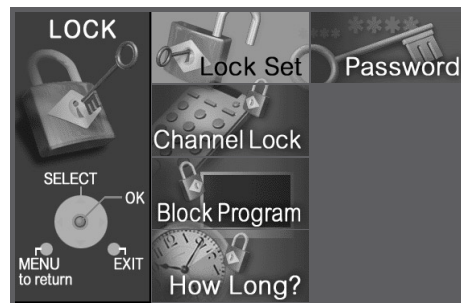 LOCK
SELECT
OK
MENU
to return
EXIT
Lock Set
Password
Channel Lock
Block Program
How Long?